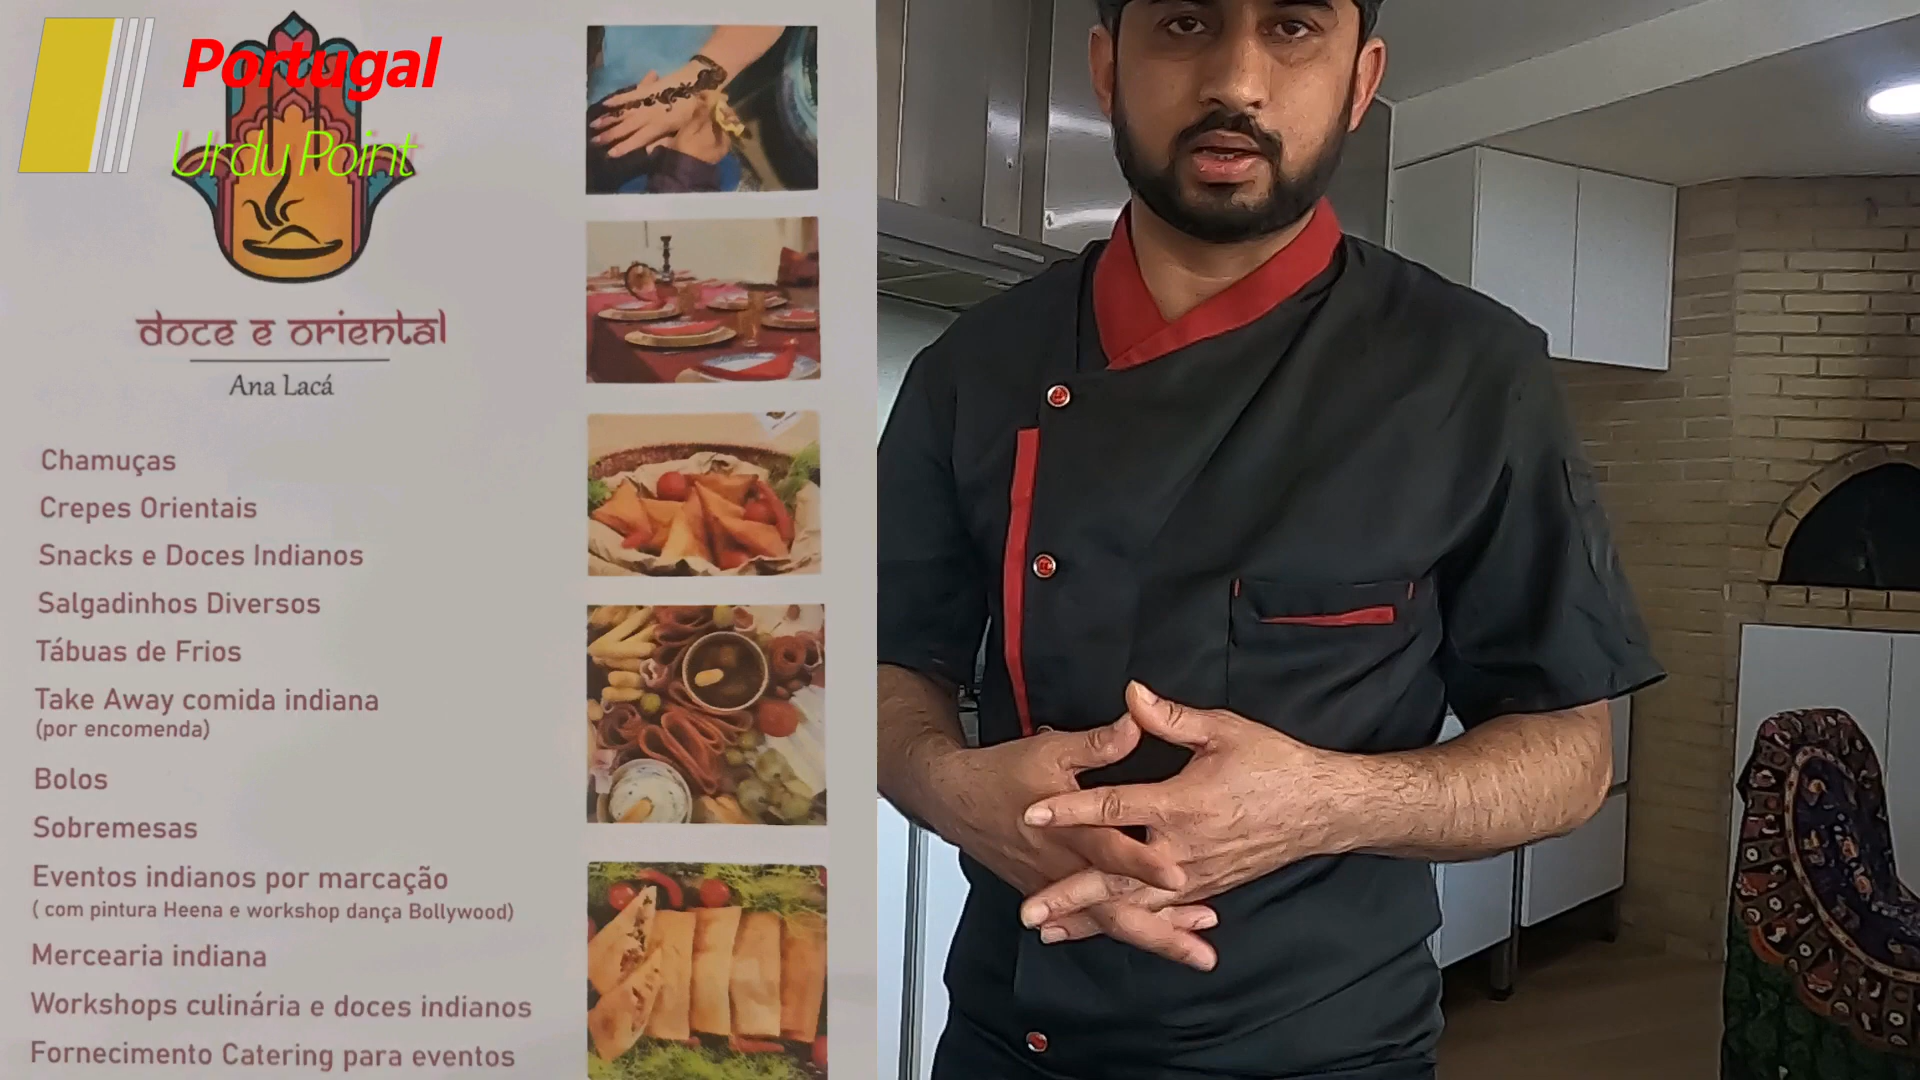 Portugal
Urdu Point
doce e oriental
Ana Lacá
Chamuças
Crepes Orientais
Snacks e Doces Indianos
Salgadinhos Diversos
Tábuas de Frios
Take Away comida indiana
(por encomenda)
Bolos
Sobremesas
Eventos indianos por marcação
( com pintura Heena e workshop dança Bollywood)
Mercearia indiana
Workshops culinária e doces indianos
Fornecimento Catering para eventos